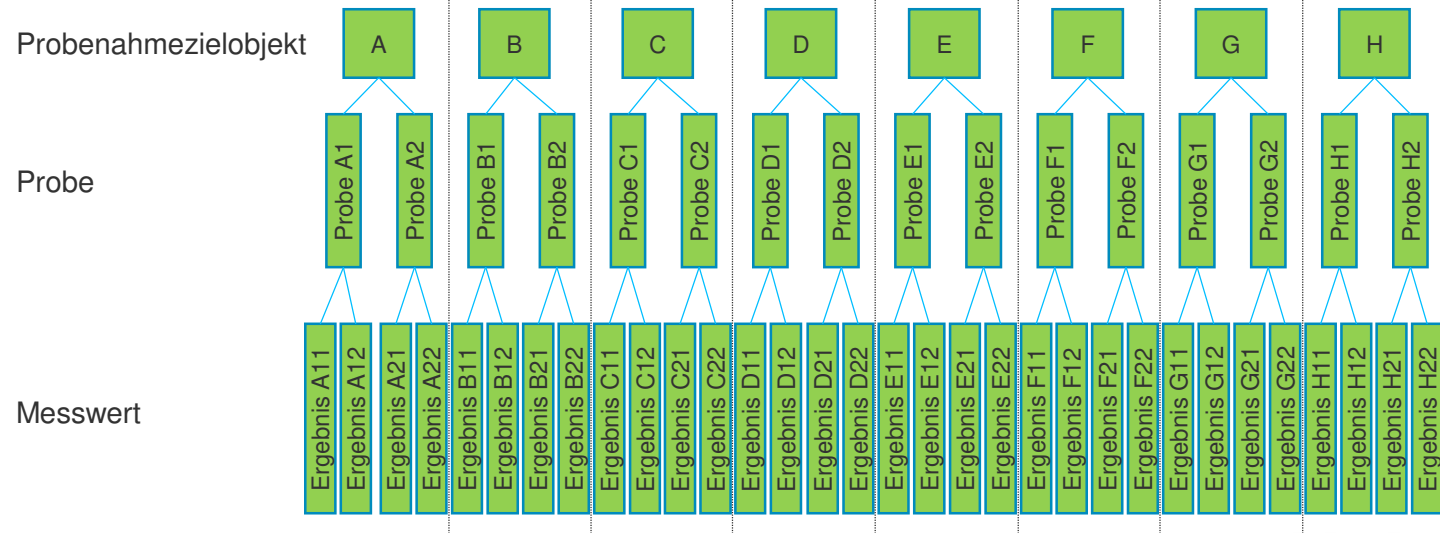 Probenahmezielobjekt
A
B
C
D
E
F
G
H
Probe
Probe A1
Probe A2
Probe B1
Probe B2
Probe C1
Probe C2
Probe D1
Probe D2
Probe E1
Probe E2
Probe F1
Probe F2
Probe G1
Probe G2
Probe H1
Probe H2
Messwert
Ergebnis A11
Ergebnis A12
Ergebnis A21
Ergebnis A22
Ergebnis B11
Ergebnis B12
Ergebnis B21
Ergebnis B22
Ergebnis C11
Ergebnis C12
Ergebnis C21
Ergebnis C22
Ergebnis D11
Ergebnis D12
Ergebnis D21
Ergebnis D22
Ergebnis E11
Ergebnis E12
Ergebnis E21
Ergebnis E22
Ergebnis F11
Ergebnis F12
Ergebnis F21
Ergebnis F22
Ergebnis G11
Ergebnis G12
Ergebnis G21
Ergebnis G22
Ergebnis H11
Ergebnis H12
Ergebnis H21
Ergebnis H22